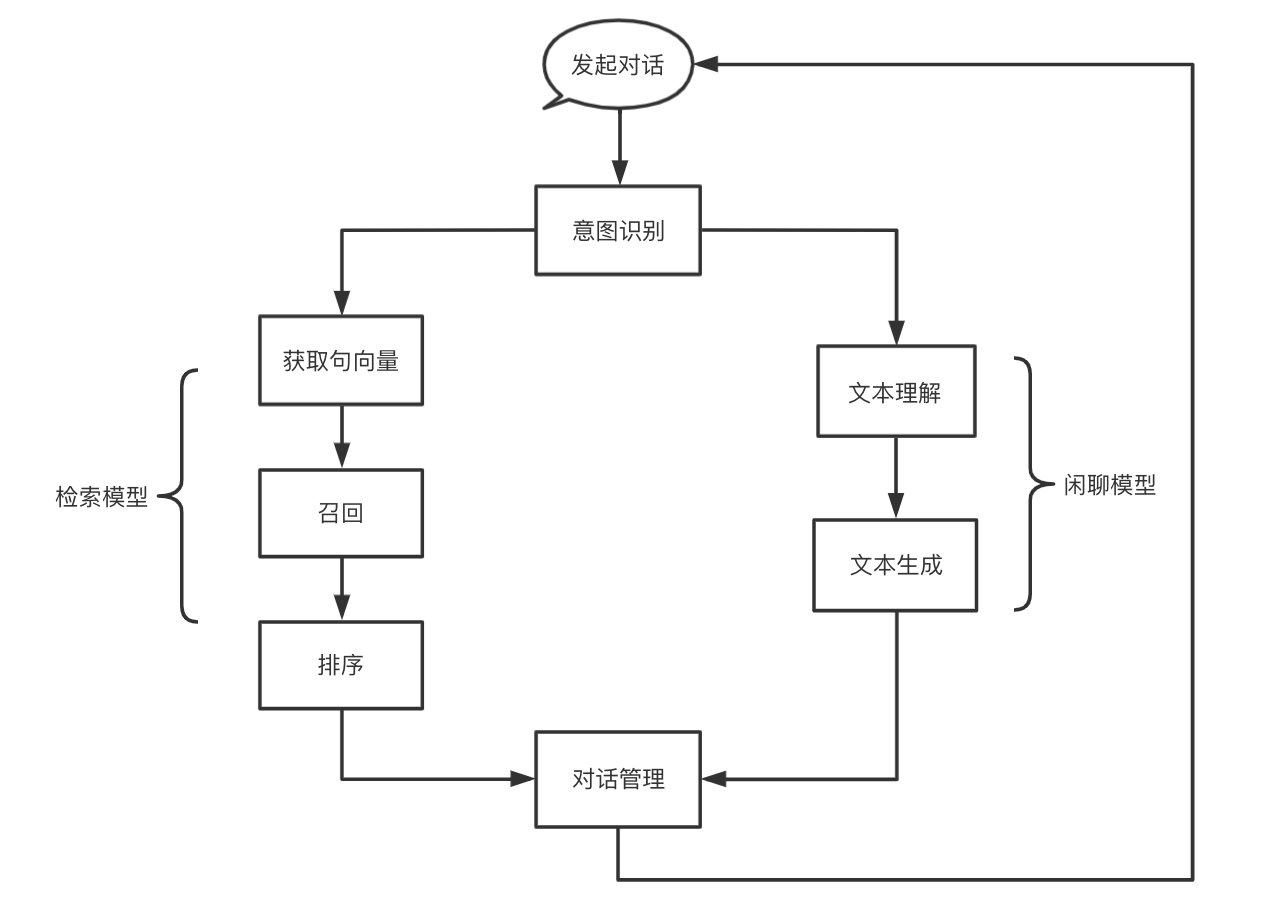 发起对话
意图识别
获取句向量
文本理解
检索模型
闲聊模型
召回
文本生成
排序
对话管理